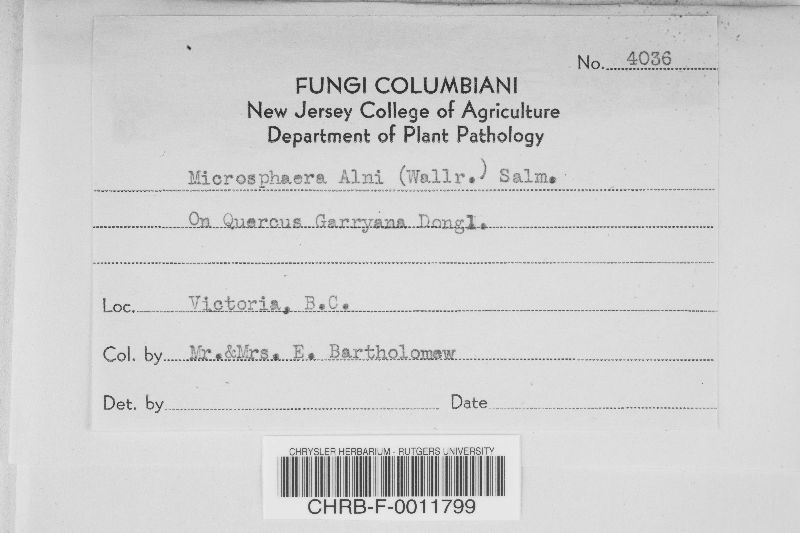 No. 4036
FUNGI COLUMBIANI
New Jersey College of Agriculture
Department of Plant Pathology
Microsphaera Alni (Wallr.) Salm.
On Quercus Garryana Dongl.
Loc. Victoria, B.C.
Col. by Mr.&Mrs. E. Bartholomew
Det. by Date
CHRYSLER HERBARIUM - RUTGERS UNIVERSITY
CHRB-F-0011799